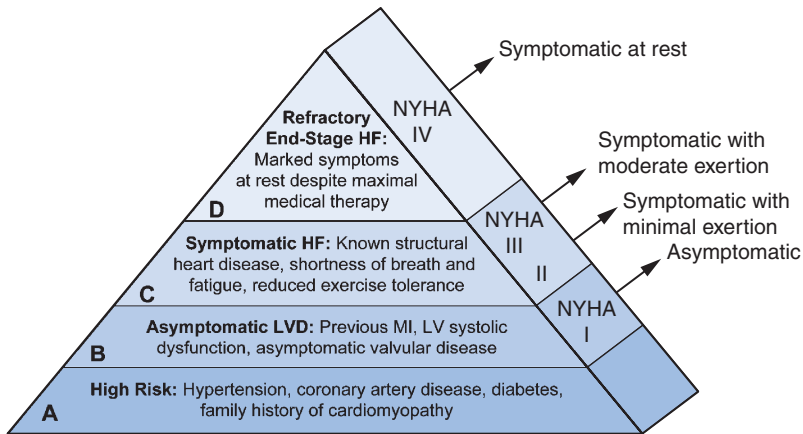 Refractory
End-Stage HF:
Marked symptoms
at rest despite maximal
medical therapy
D
Symptomatic HF: Known structural
heart disease, shortness of breath and
fatigue, reduced exercise tolerance
C
Asymptomatic LVD: Previous MI, LV systolic
dysfunction, asymptomatic valvular disease
B
High Risk: Hypertension, coronary artery disease, diabetes,
family history of cardiomyopathy
A
NYHA
IV
NYHA
III
II
NYHA
I
Symptomatic at rest
Symptomatic with
moderate exertion
Symptomatic with
minimal exertion
Asymptomatic